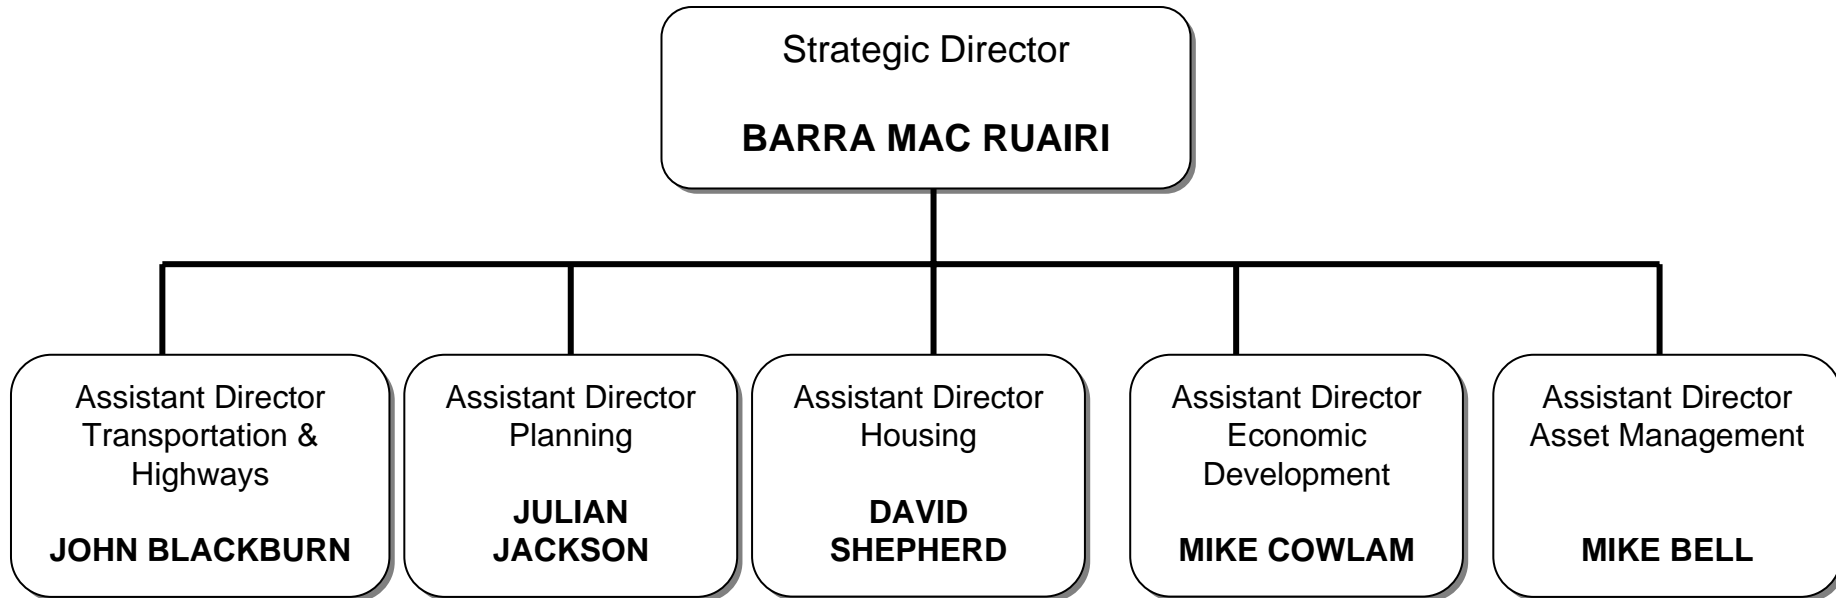 Strategic Director
BARRA MAC RUAIRI
Assistant Director
Transportation &
Highways
JOHN BLACKBURN
Assistant Director
Planning
JULIAN
JACKSON
Assistant Director
Housing
DAVID
SHEPHERD
Assistant Director
Economic
Development
MIKE COWLAM
Assistant Director
Asset Management
MIKE BELL